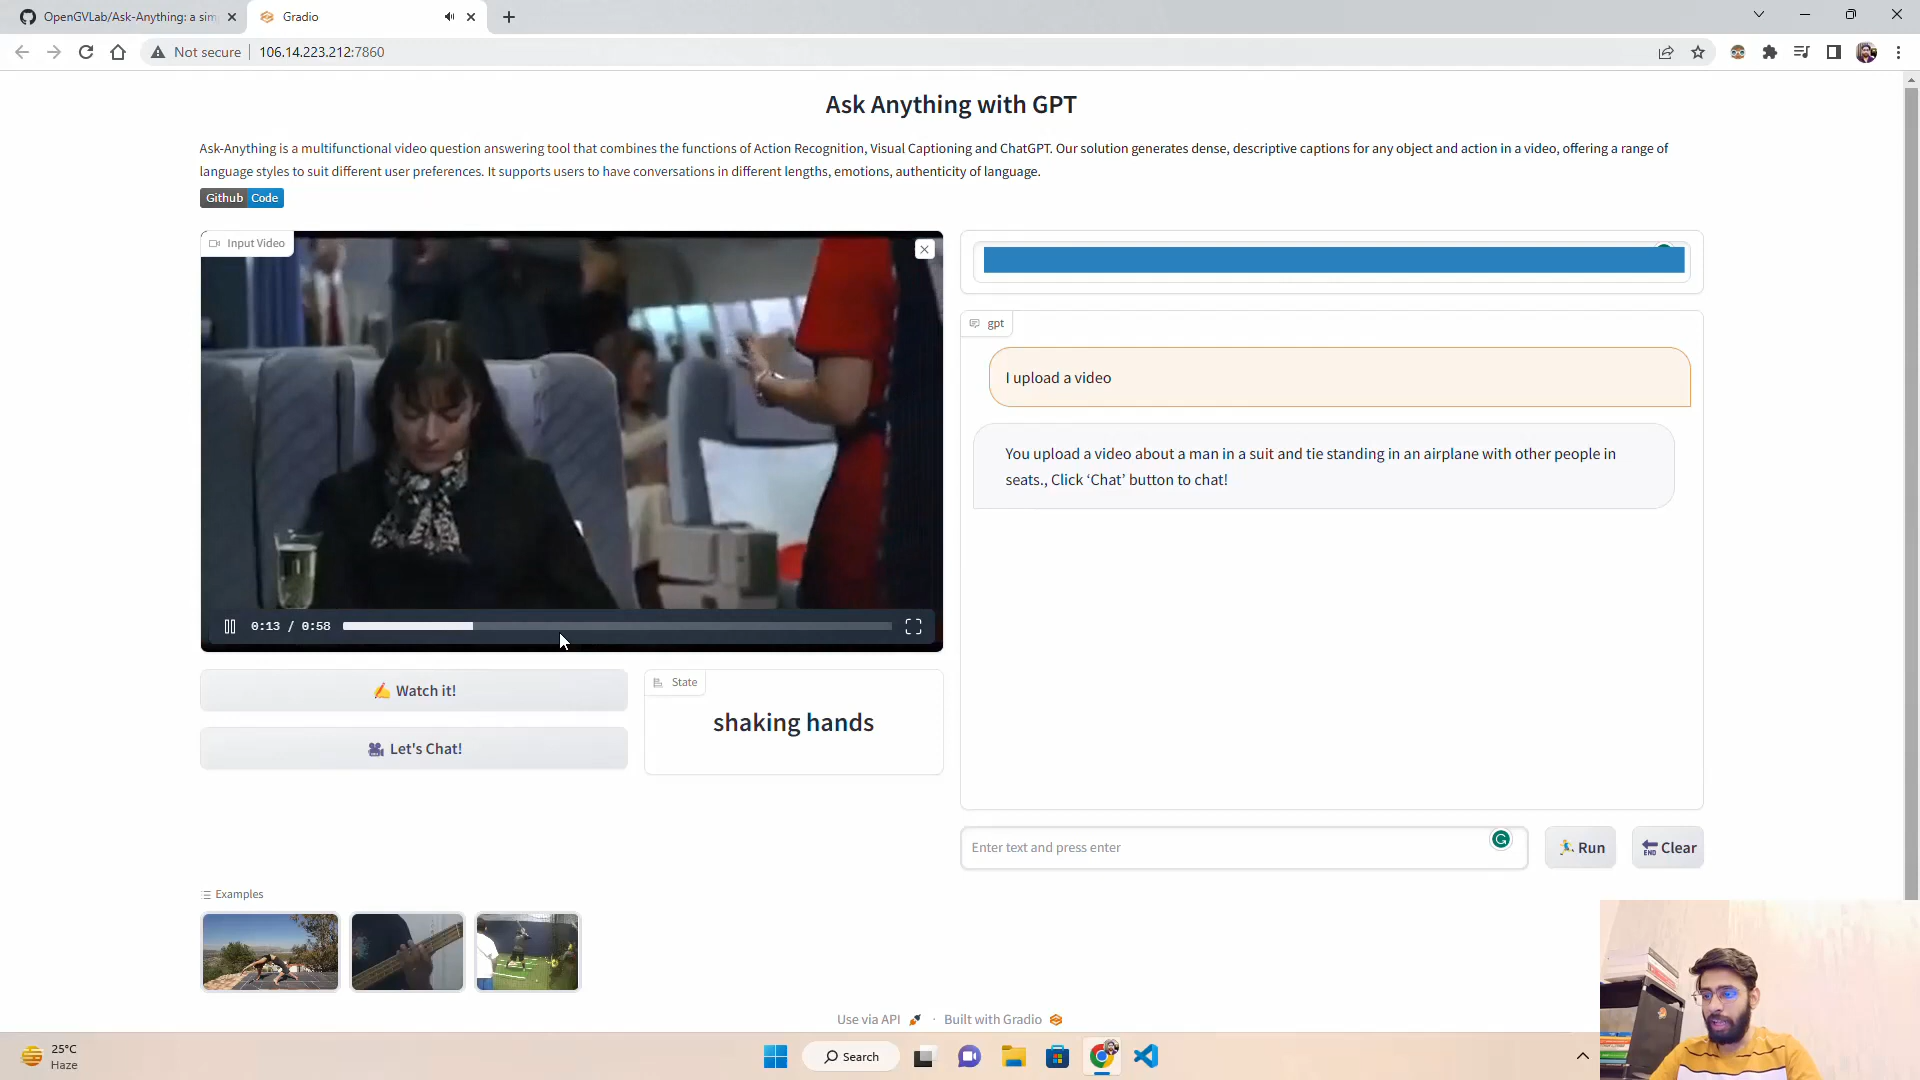 OpenGVLab/Ask-Anything: a sim
Gradio
Not secure
106.14.223.212:7860
Ask Anything with GPT
Ask-Anything is a multifunctional video question answering tool that combines the functions of Action Recognition, Visual Captioning and ChatGPT. Our solution generates dense, descriptive captions for any object and action in a video, offering a range of
language styles to suit different user preferences. It supports users to have conversations in different lengths, emotions, authenticity of language.
Github Code
Input Video
0:13 / 0:58
Watch it!
Let's Chat!
State
shaking hands
gpt
I upload a video
You upload a video about a man in a suit and tie standing in an airplane with other people in
seats., Click ‘Chat’ button to chat!
Enter text and press enter
Run
END Clear
Examples
Use via API · Built with Gradio
25°C
Haze
Search